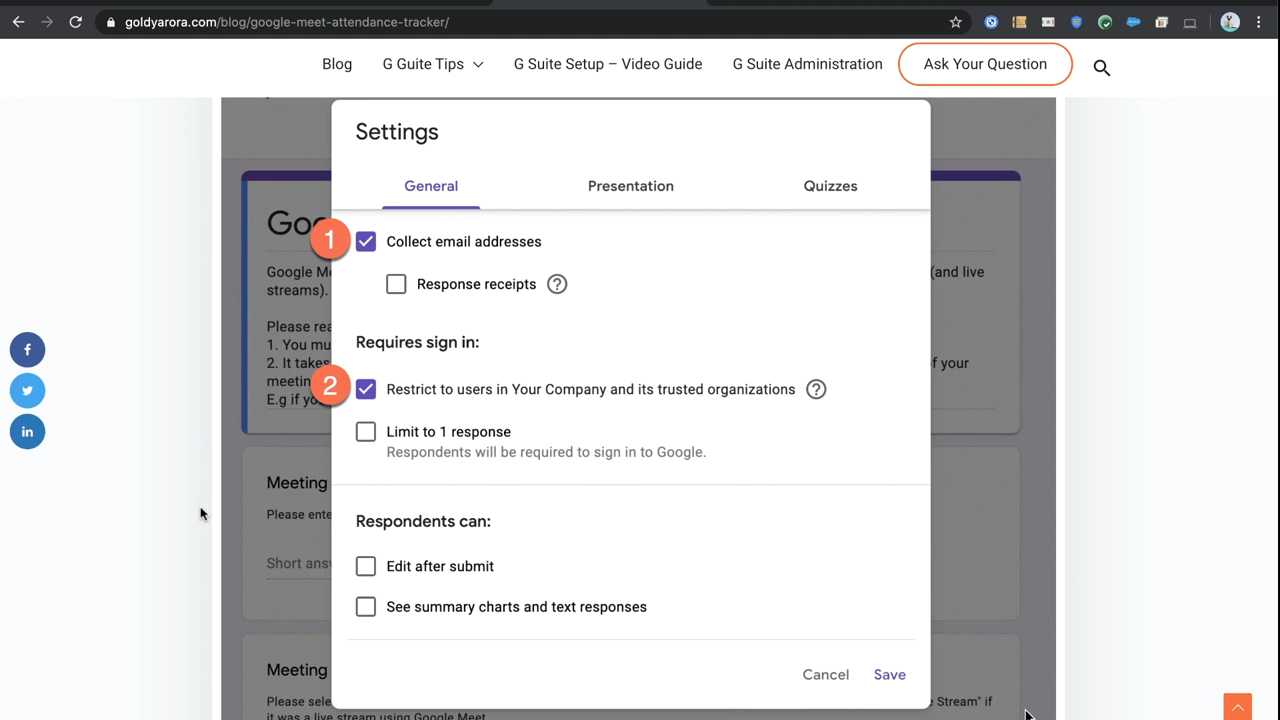 goldyarora.com/blog/google-meet-attendance-tracker/
Blog
G Guite Tips
G Suite Setup – Video Guide
G Suite Administration
Ask Your Question
Settings
General
Presentation
Quizzes
Goo
1
Collect email addresses
Google Me
(and live
streams).
Response receipts
?
Please rea
1. You mu
Requires sign in:
2. It takes
f your
meetin
2
Restrict to users in Your Company and its trusted organizations
?
E.g if yo
Limit to 1 response
Respondents will be required to sign in to Google.
f
in
Meeting
Please ente
Respondents can:
Short ans
Edit after submit
See summary charts and text responses
Meeting
Cancel
Save
Please sele
e Stream" if
it was a live stream using Google Meet